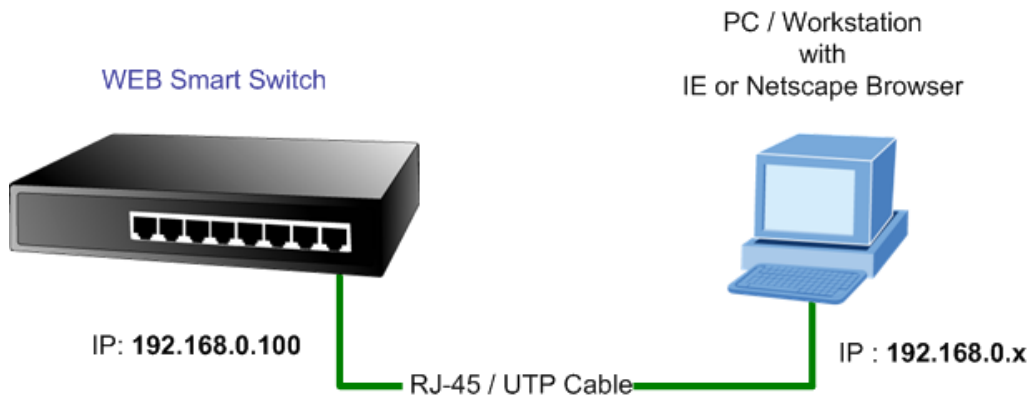 WEB Smart Switch
PC / Workstation
with
IE or Netscape Browser
IP: 192.168.0.100
IP : 192.168.0.x
RJ-45 / UTP Cable